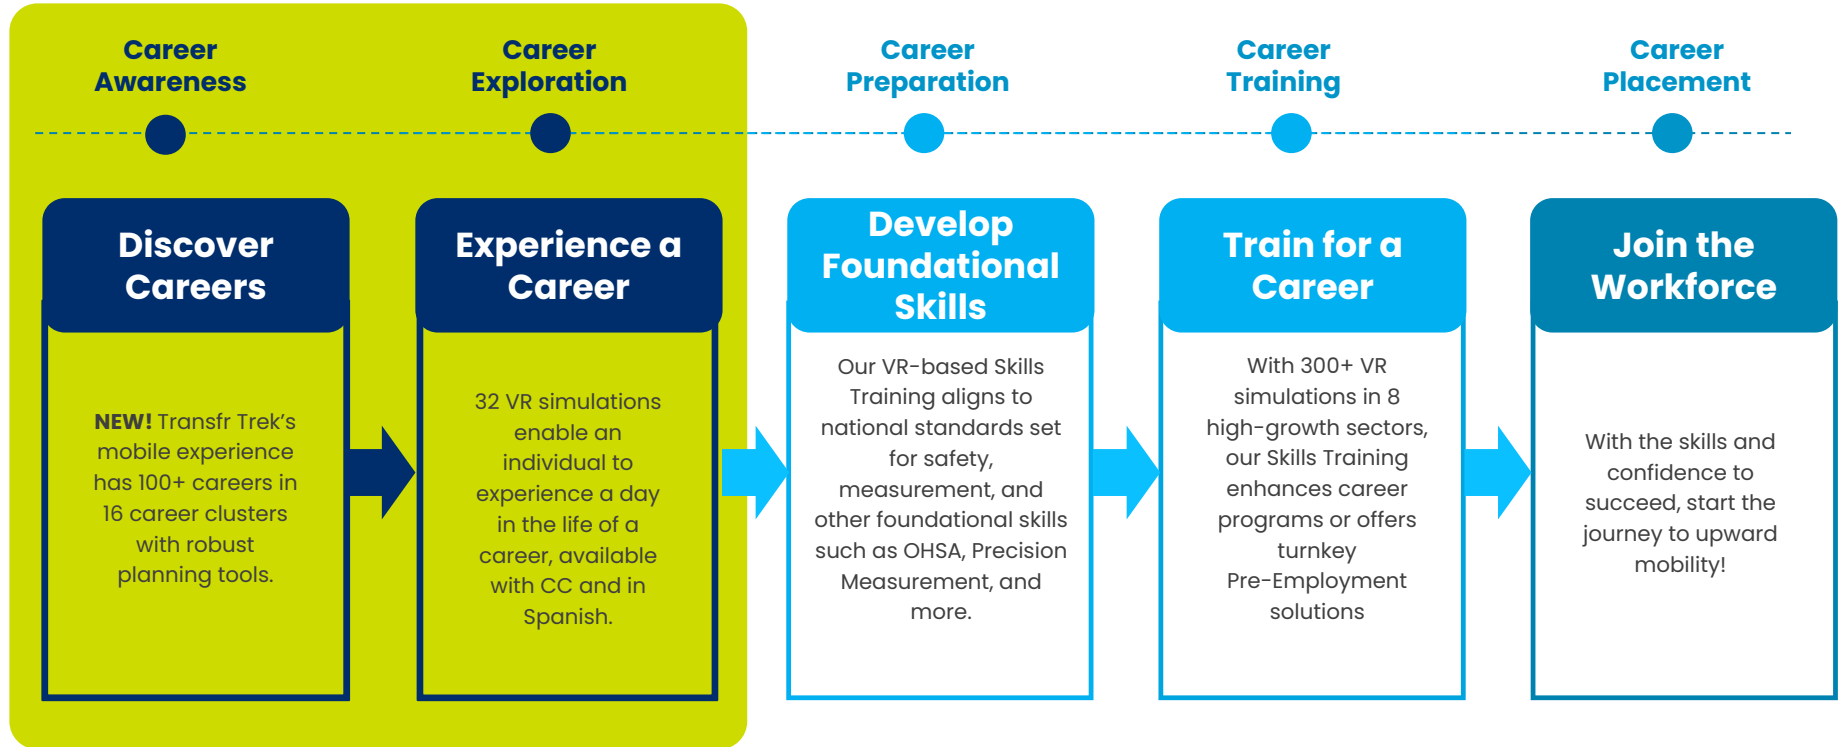 Career
Awareness
Career
Exploration
Career
Preparation
Career
Training
Career
Placement
Discover
Careers
NEW! Transfr Trek's
mobile experience
has 100+ careers in
16 career clusters
with robust
planning tools.
Experience a
Career
32 VR simulations
enable an
individual to
experience a day
in the life of a
career, available
with CC and in
Spanish.
Develop
Foundational
Skills
Our VR-based Skills
Training aligns to
national standards set
for safety,
measurement, and
other foundational skills
such as OHSA, Precision
Measurement, and
more.
Train for a
Career
With 300+ VR
simulations in 8
high-growth sectors,
our Skills Training
enhances career
programs or offers
turnkey
Pre-Employment
solutions
Join the
Workforce
With the skills and
confidence to
succeed, start the
journey to upward
mobility!